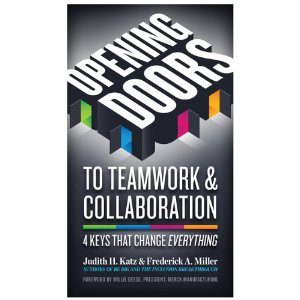 OPENING
DOORS
TO TEAMWORK &
COLLABORATION
4 KEYS THAT CHANGE EVERYTHING
Judith H. Katz & Frederick A. Miller
AUTHORS OF BE BIG AND THE INCLUSION BREAKTHROUGH
FOREWORD BY WILLIE DEESE, PRESIDENT, MERCK MANUFACTURING